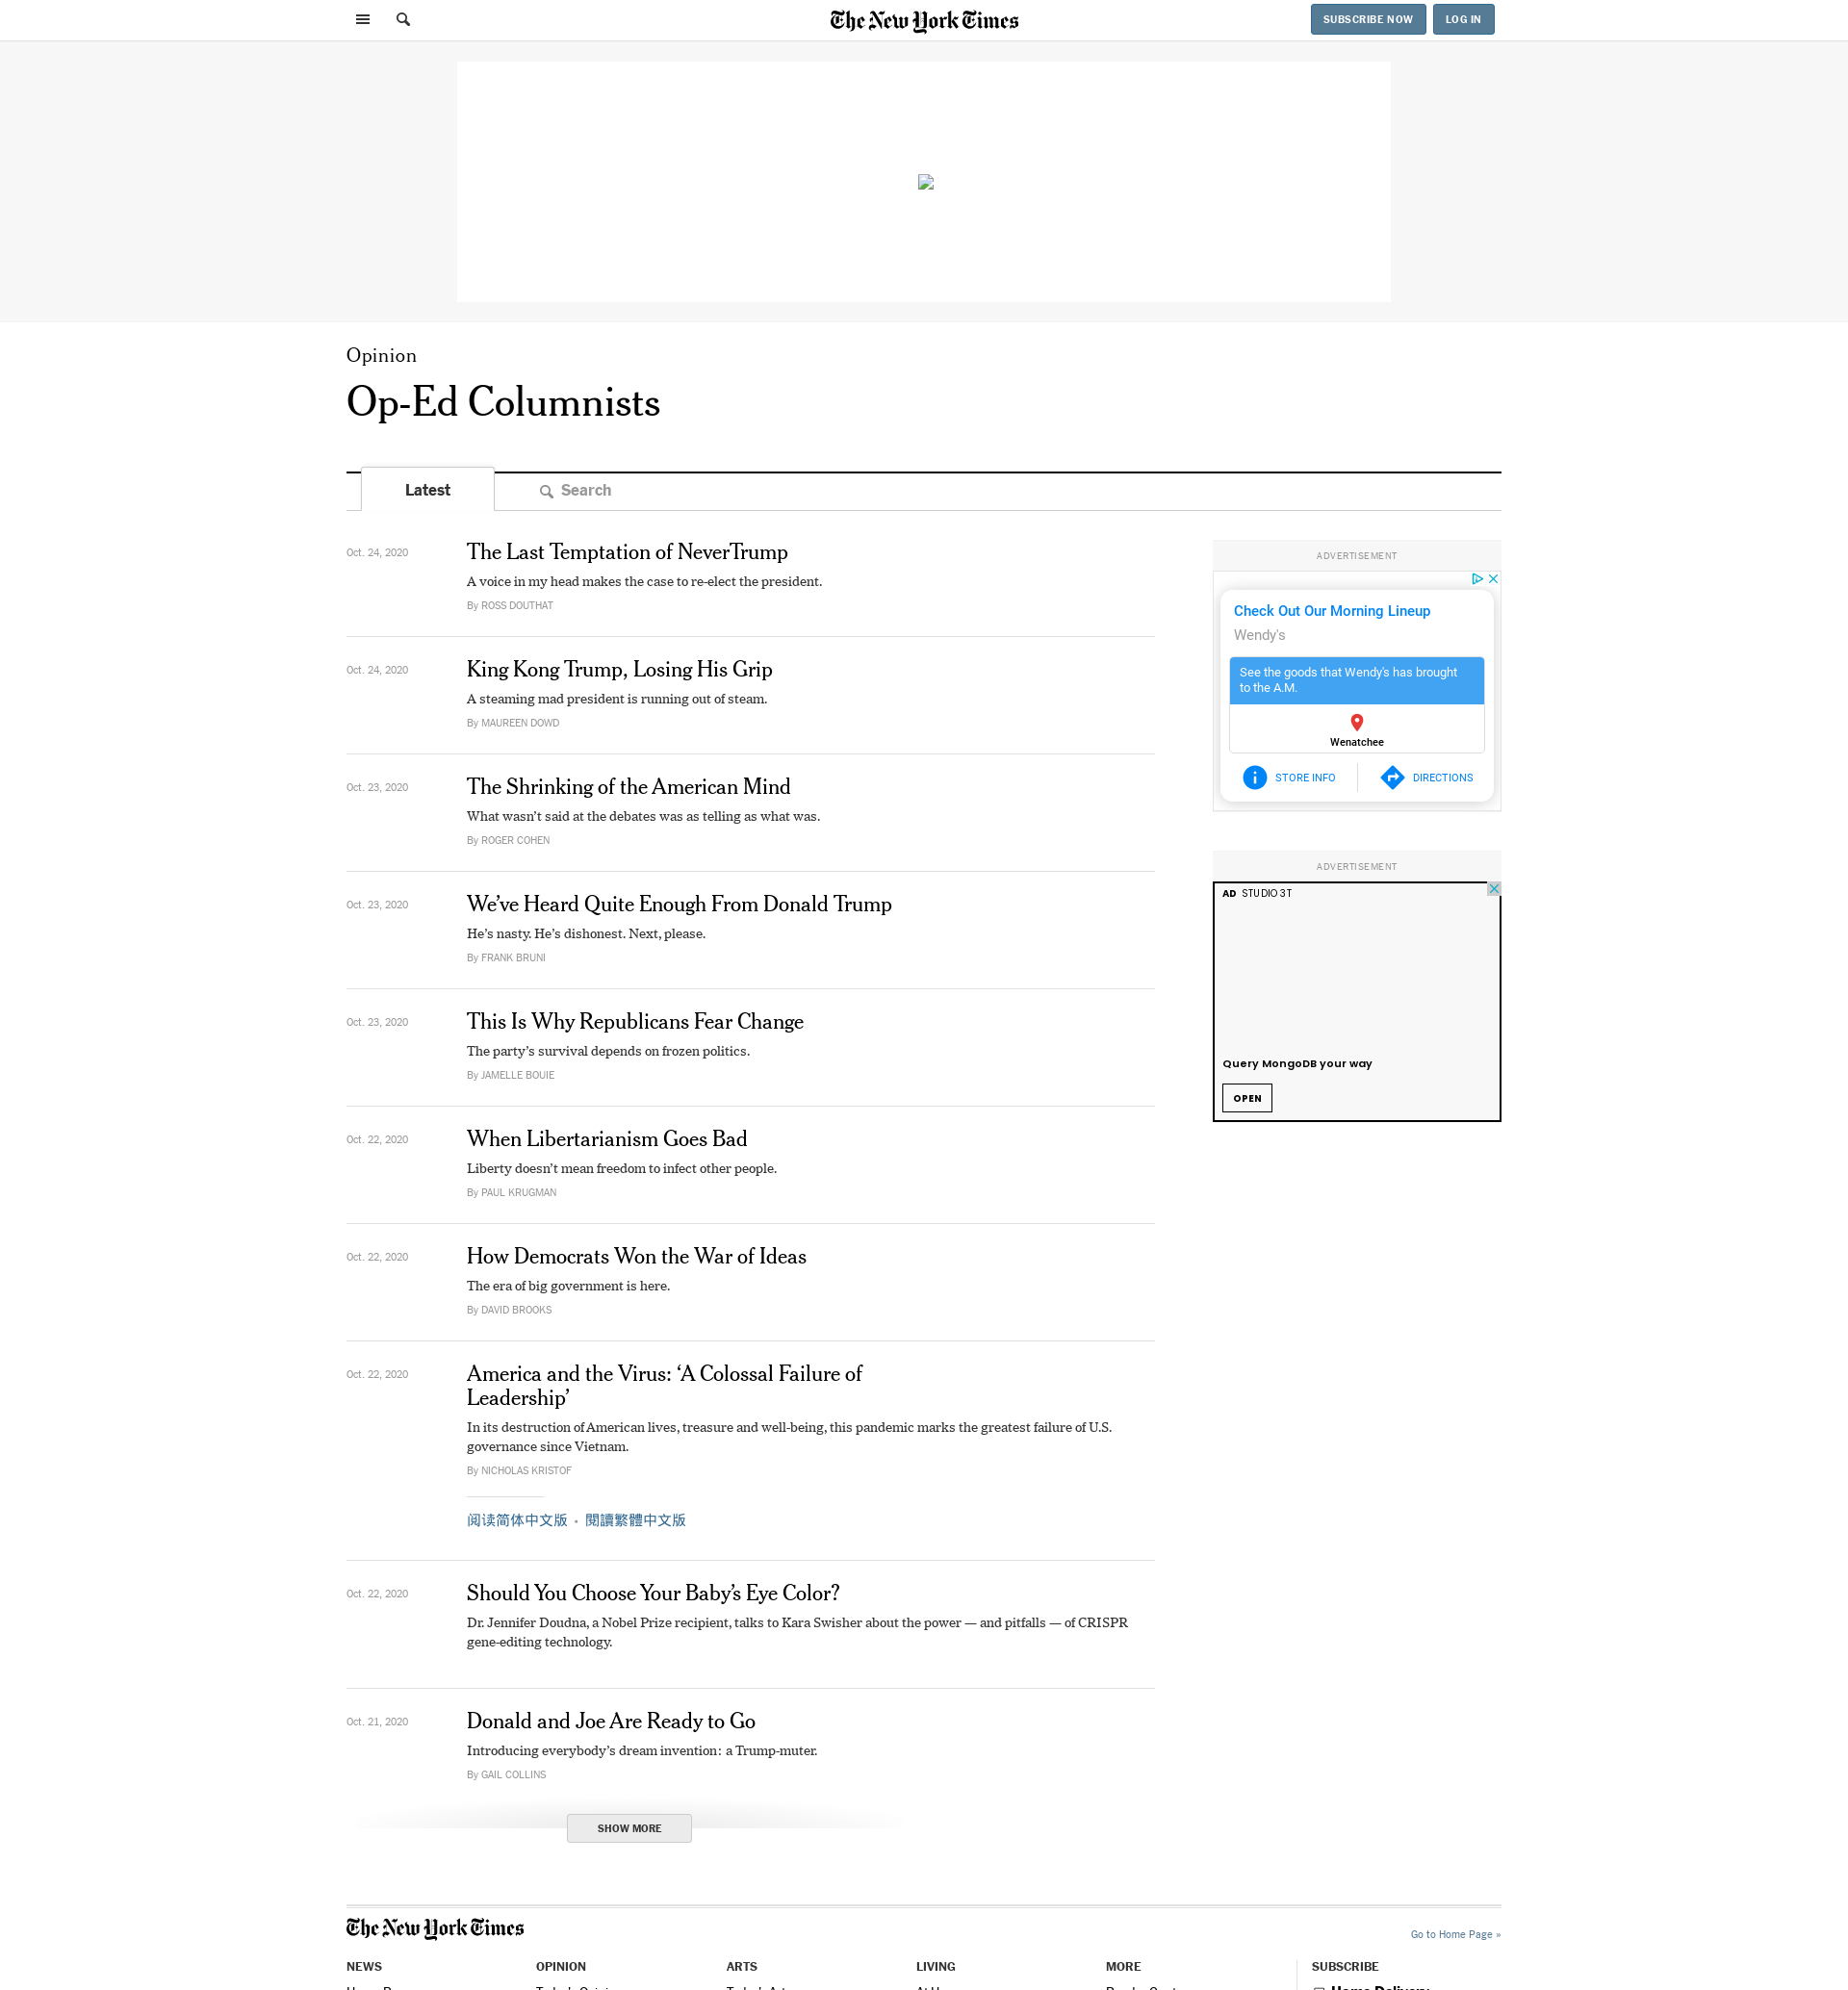 The New York Times
SUBSCRIBE NOW
LOG IN
Opinion
Op-Ed Columnists
Latest
Search
Oct. 24, 2020
The Last Temptation of NeverTrump
A voice in my head makes the case to re-elect the president.
By ROSS DOUTHAT
Oct. 24, 2020
King Kong Trump, Losing His Grip
A steaming mad president is running out of steam.
By MAUREEN DOWD
Oct. 23, 2020
The Shrinking of the American Mind
What wasn’t said at the debates was as telling as what was.
By ROGER COHEN
Oct. 23, 2020
We’ve Heard Quite Enough From Donald Trump
He’s nasty. He’s dishonest. Next, please.
By FRANK BRUNI
Oct. 23, 2020
This Is Why Republicans Fear Change
The party’s survival depends on frozen politics.
By JAMELLE BOUIE
Oct. 22, 2020
When Libertarianism Goes Bad
Liberty doesn’t mean freedom to infect other people.
By PAUL KRUGMAN
Oct. 22, 2020
How Democrats Won the War of Ideas
The era of big government is here.
By DAVID BROOKS
Oct. 22, 2020
America and the Virus: ‘A Colossal Failure of
Leadership’
In its destruction of American lives, treasure and well-being, this pandemic marks the greatest failure of U.S.
governance since Vietnam.
By NICHOLAS KRISTOF
阅读简体中文版 • 閱讀繁體中文版
Oct. 22, 2020
Should You Choose Your Baby’s Eye Color?
Dr. Jennifer Doudna, a Nobel Prize recipient, talks to Kara Swisher about the power — and pitfalls — of CRISPR
gene-editing technology.
Oct. 21, 2020
Donald and Joe Are Ready to Go
Introducing everybody’s dream invention: a Trump-muter.
By GAIL COLLINS
SHOW MORE
ADVERTISEMENT
Check Out Our Morning Lineup
Wendy's
See the goods that Wendy's has brought
to the A.M.
Wenatchee
STORE INFO
DIRECTIONS
ADVERTISEMENT
AD STUDIO 3T
Query MongoDB your way
OPEN
The New York Times
Go to Home Page »
NEWS
OPINION
ARTS
LIVING
MORE
SUBSCRIBE
Home Delivery